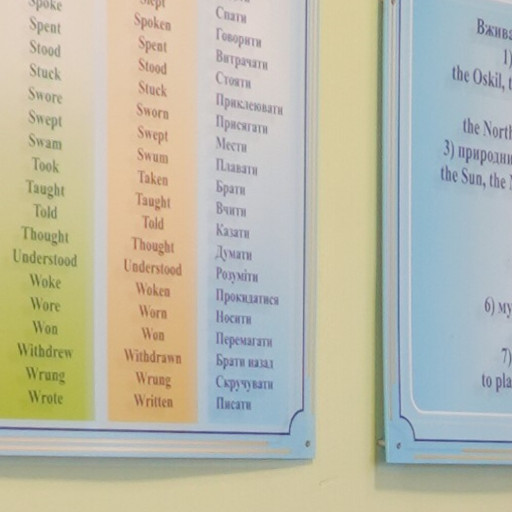 Spoke Slept
Spent Spoken Спати
Stood Spent Говорити
Stuck Stood Витрачати
Swore Stuck Стояти
Swept Sworn Приклеювати
Swam Swept Присягати
Took Swum Мести
Taught Taken Плавати
Told Taught Брати
Thought Told Вчити
Understood Thought Казати
Woke Understood Думати
Wore Woken Розуміти
Won Worn Прокидатися
Withdrew Won Носити
Wrung Withdrawn Перемагати
Wrote Wrung Брати назад
Written Скручувати
Писати
Вжива
1)
the Oskil, t
the North
3) природни
the Sun, the
6) му
7)
to pla